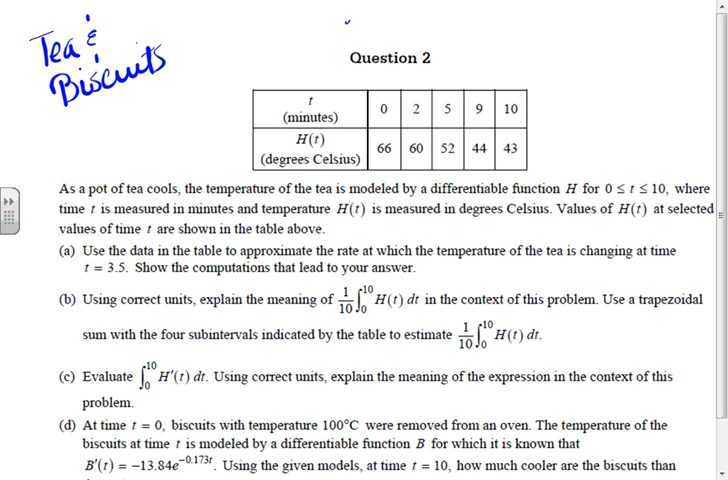 Tea &
Biscuits
Question 2
t
(minutes) 0 2 5 9 10
H(t)
(degrees Celsius) 66 60 52 44 43
As a pot of tea cools, the temperature of the tea is modeled by a differentiable function H for 0 ≤ t ≤ 10, where
time t is measured in minutes and temperature H(t) is measured in degrees Celsius. Values of H(t) at selected
values of time t are shown in the table above.
(a) Use the data in the table to approximate the rate at which the temperature of the tea is changing at time
t = 3.5. Show the computations that lead to your answer.
(b) Using correct units, explain the meaning of 1/10 ∫₀¹⁰ H(t) dt in the context of this problem. Use a trapezoidal
sum with the four subintervals indicated by the table to estimate 1/10 ∫₀¹⁰ H(t) dt.
(c) Evaluate ∫₀¹⁰ H′(t) dt. Using correct units, explain the meaning of the expression in the context of this
problem.
(d) At time t = 0, biscuits with temperature 100°C were removed from an oven. The temperature of the
biscuits at time t is modeled by a differentiable function B for which it is known that
B′(t) = −13.84e^−0.173t. Using the given models, at time t = 10, how much cooler are the biscuits than